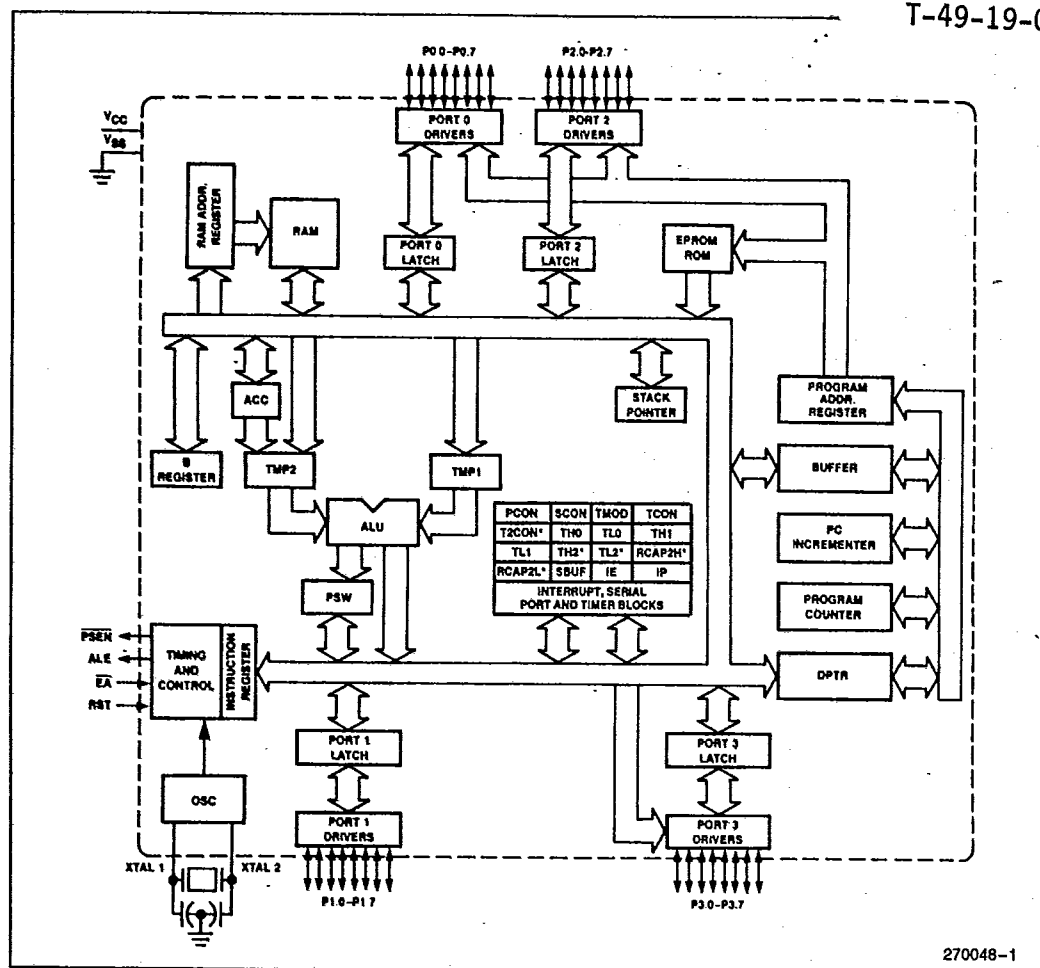 T-49-19-0
P0 0-P0.7
P2.0-P2.7
VCC
VSS
PORT 0
DRIVERS
PORT 2
DRIVERS
RAM ADDR.
REGISTER
RAM
PORT 0
LATCH
PORT 2
LATCH
EPROM
ROM
ACC
STACK
POINTER
PROGRAM
ADDR.
REGISTER
B
REGISTER
TMP2
TMP1
BUFFER
ALU
PCON SCON TMOD TCON
T2CON* TH0 TL0 TH1
TL1 TH2* TL2* RCAP2H*
RCAP2L* SBUF IE IP
INTERRUPT, SERIAL
PORT AND TIMER BLOCKS
PC
INCREMENTER
PSW
PROGRAM
COUNTER
PSEN
ALE
EA
RST
TIMING
AND
CONTROL
INSTRUCTION
REGISTER
DPTR
PORT 1
LATCH
PORT 3
LATCH
OSC
PORT 1
DRIVERS
PORT 3
DRIVERS
XTAL 1
XTAL 2
P1.0-P1 7
P3.0-P3.7
270048-1